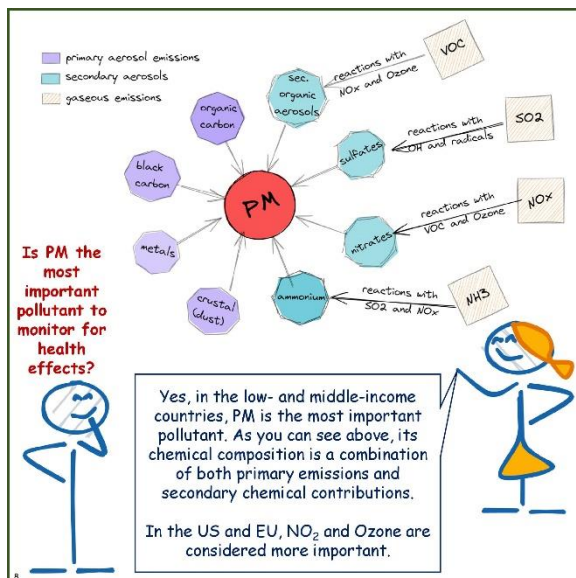 primary aerosol emissions
secondary aerosols
gaseous emissions
organic
carbon
black
carbon
metals
crustal
(dust)
PM
sec.
organic
aerosols
sulfates
nitrates
ammonium
reactions with
NOx and Ozone
VOC
reactions with
OH and radicals
SO2
reactions with
VOC and Ozone
NOx
reactions with
SO2 and NOx
NH3
Is PM the
most
important
pollutant to
monitor for
health
effects?
Yes, in the low- and middle-income
countries, PM is the most important
pollutant. As you can see above, its
chemical composition is a combination
of both primary emissions and
secondary chemical contributions.
In the US and EU, NO₂ and Ozone are
considered more important.